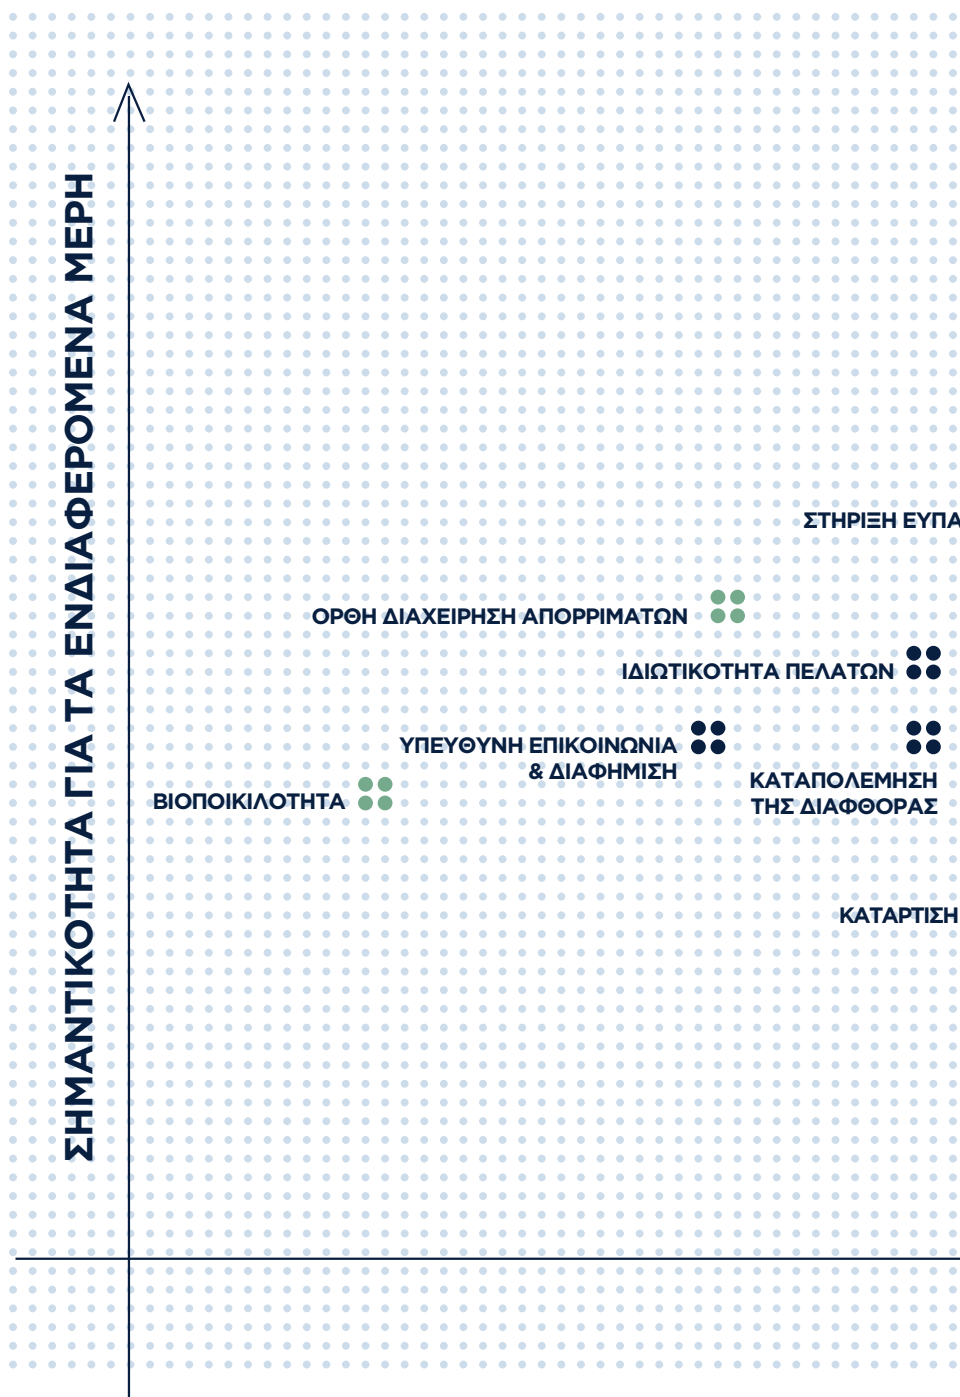 ΣΗΜΑΝΤΙΚΟΤΗΤΑ ΓΙΑ ΤΑ ΕΝΔΙΑΦΕΡΟΜΕΝΑ ΜΕΡΗ
ΣΤΗΡΙΞΗ ΕΥΠΑ
ΟΡΘΗ ΔΙΑΧΕΙΡΗΣΗ ΑΠΟΡΡΙΜΑΤΩΝ
ΙΔΙΩΤΙΚΟΤΗΤΑ ΠΕΛΑΤΩΝ
ΥΠΕΥΘΥΝΗ ΕΠΙΚΟΙΝΩΝΙΑ
& ΔΙΑΦΗΜΙΣΗ
ΚΑΤΑΠΟΛΕΜΗΣΗ
ΤΗΣ ΔΙΑΦΘΟΡΑΣ
ΒΙΟΠΟΙΚΙΛΟΤΗΤΑ
ΚΑΤΑΡΤΙΣΗ